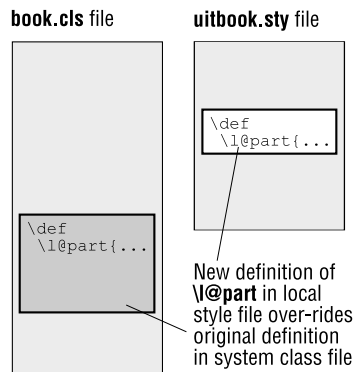 book.cls file
uitbook.sty file
\def
\l@part{...
\def
\l@part{...
New definition of
\l@part in local
style file over-rides
original definition
in system class file